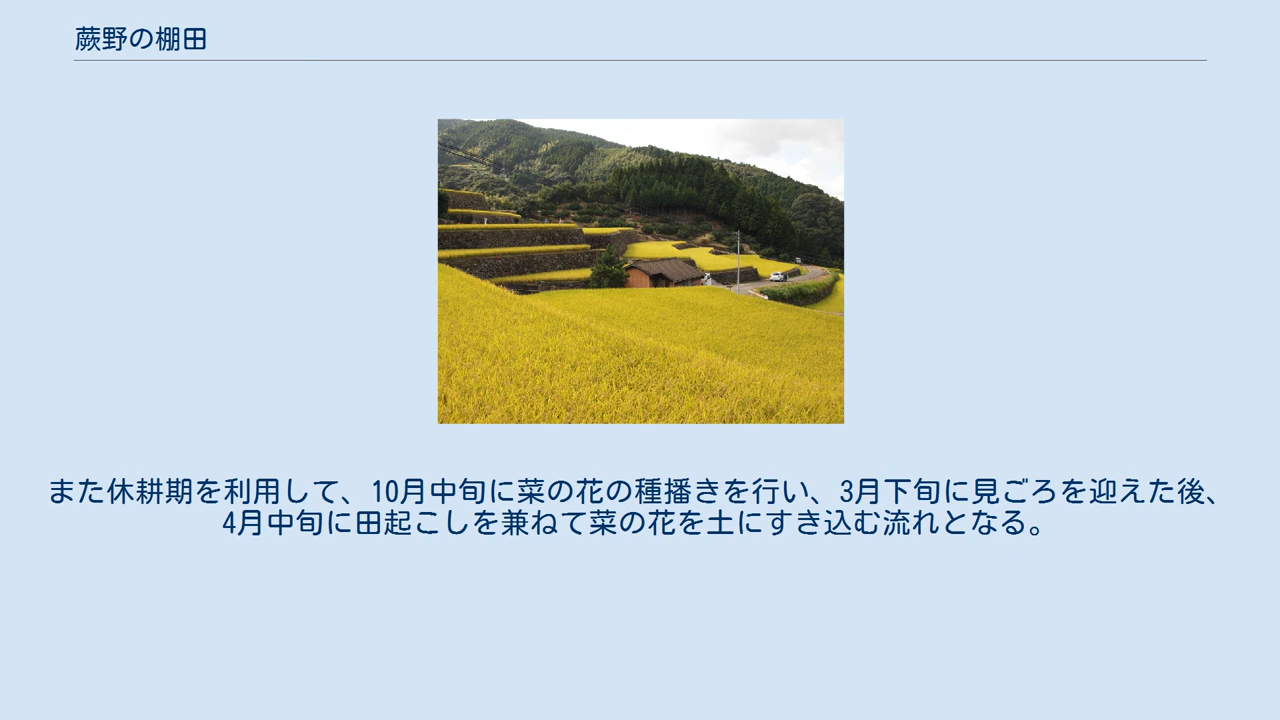 蕨野の棚田
また休耕期を利用して、10月中旬に菜の花の種播きを行い、3月下旬に見ごろを迎えた後、
4月中旬に田起こしを兼ねて菜の花を土にすき込む流れとなる。